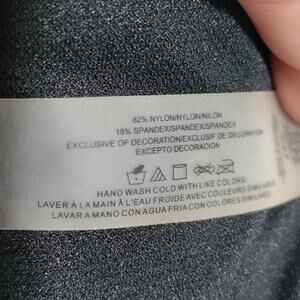 82% NYLON/NYLON/NILON
18% SPANDEX/SPANDEX/SPANDEX
EXCLUSIVE OF DECORATION/EXCLUSIF DE DECORATION/
EXCEPTO DECORACION
HAND WASH COLD WITH LIKE COLORS/
LAVER À LA MAIN À L'EAU FROIDE AVEC COULEURS SIMILAIRES/
LAVAR A MANO CON AGUA FRIA CON COLORES SIMILARES